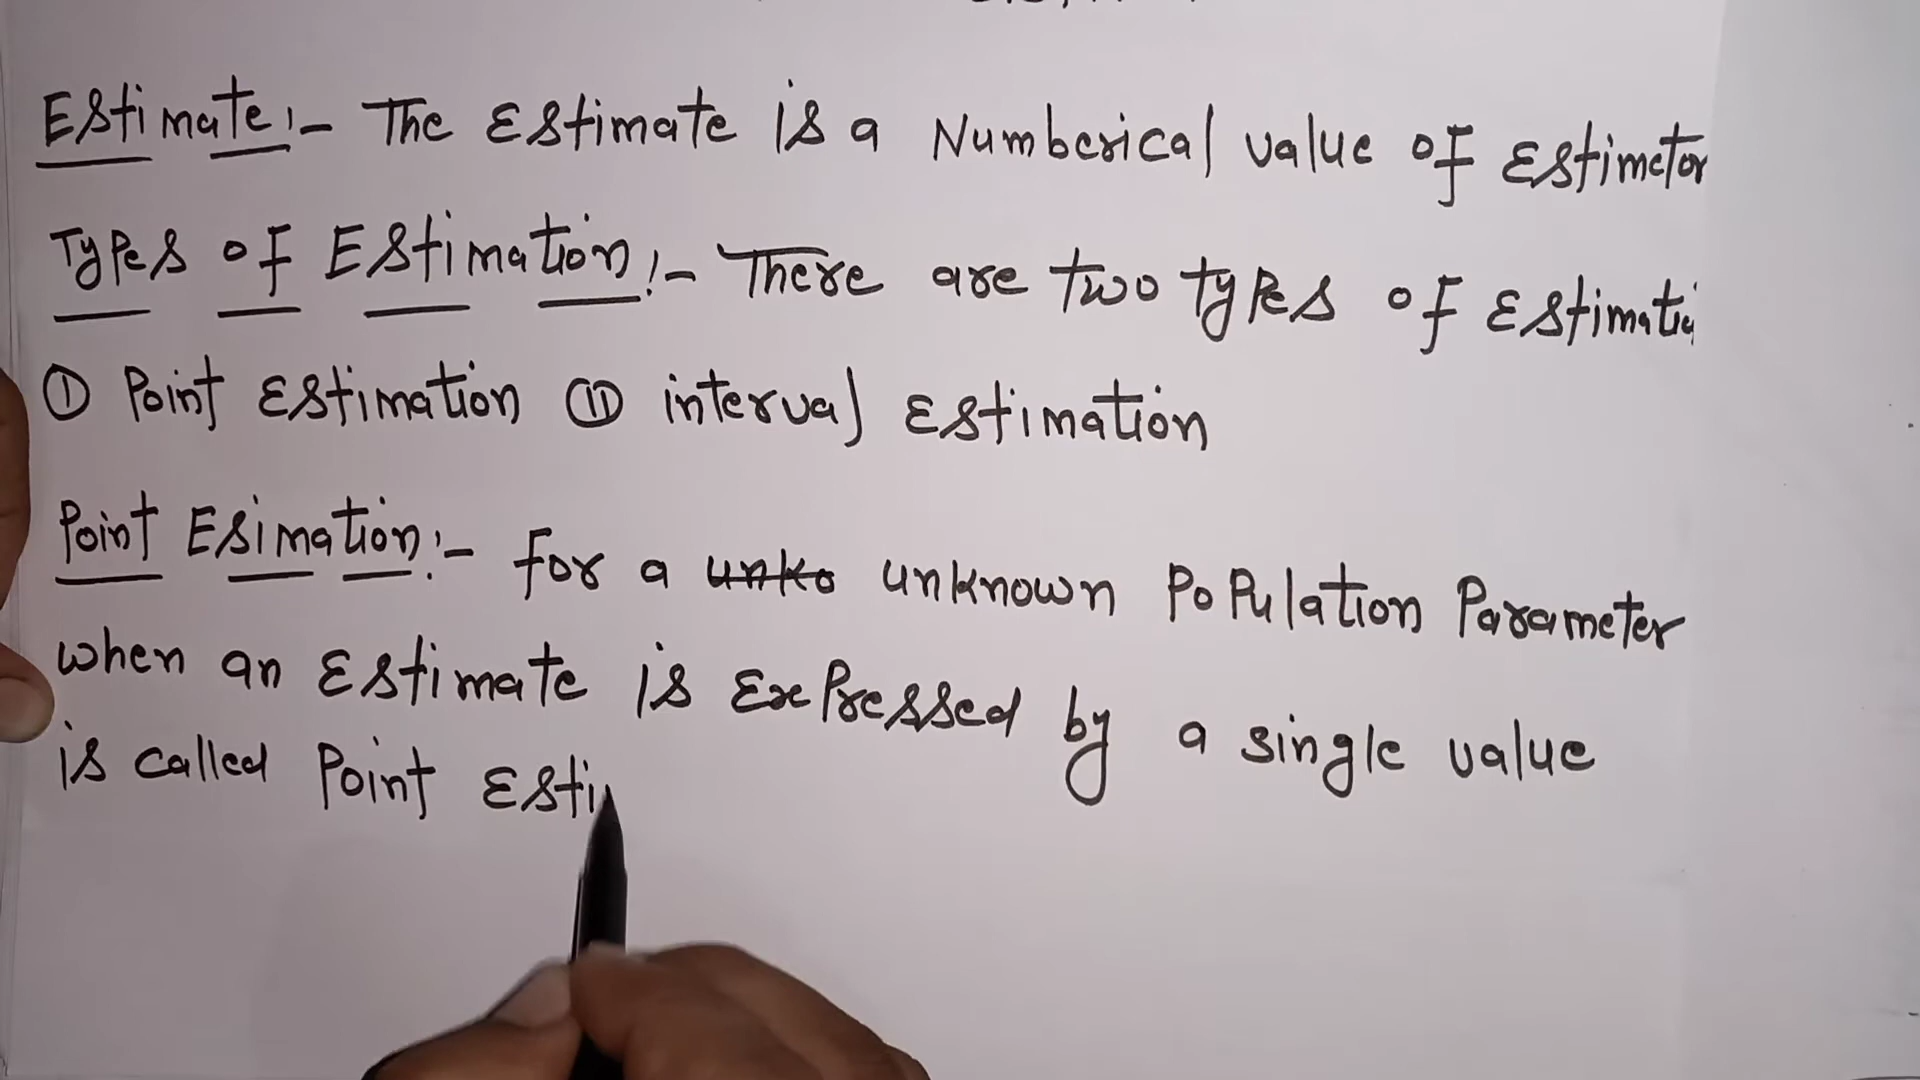 Estimate:- The Estimate is a Numberical value of Estimetor
Types of Estimation:- There are two types of Estimati
① Point Estimation ② interval Estimation
Point Esimation:- for a unko unknown Population Parameter
when an Estimate is Expressed by a single value
is called Point Esti